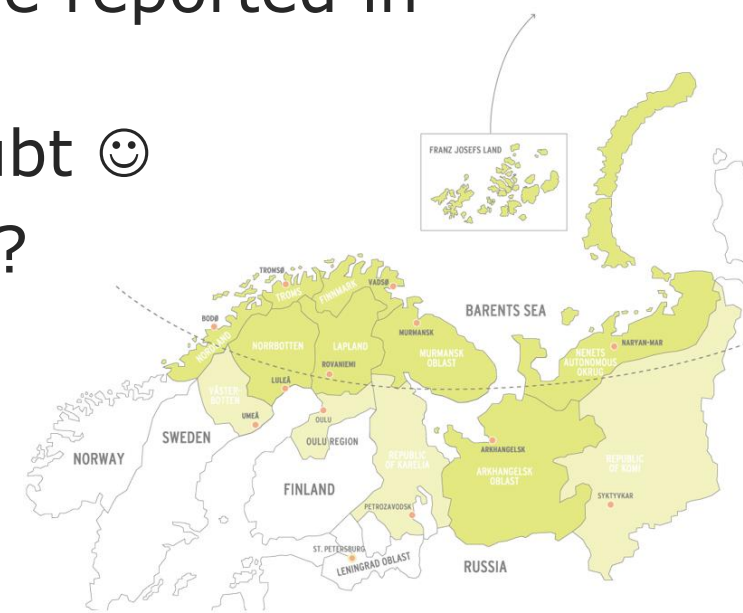 e reported in
ubt ☺
?
FRANZ JOSEFS LAND
TROMSØ
TROMS
FINNMARK
VADSØ
BARENTS SEA
BODØ
NORDLAND
MURMANSK
NORRBOTTEN
LAPLAND
MURMANSK
OBLAST
NARYAN-MAR
NENETS
AUTONOMOUS
OKRUG
ROVANIEMI
LULEÅ
VÄSTER-
BOTTEN
UMEÅ
OULU
OULU REGION
SWEDEN
NORWAY
FINLAND
REPUBLIC
OF KARELIA
ARKHANGELSK
ARKHANGELSK
OBLAST
REPUBLIC
OF KOMI
SYKTYVKAR
PETROZAVODSK
ST. PETERSBURG
LENINGRAD OBLAST
RUSSIA